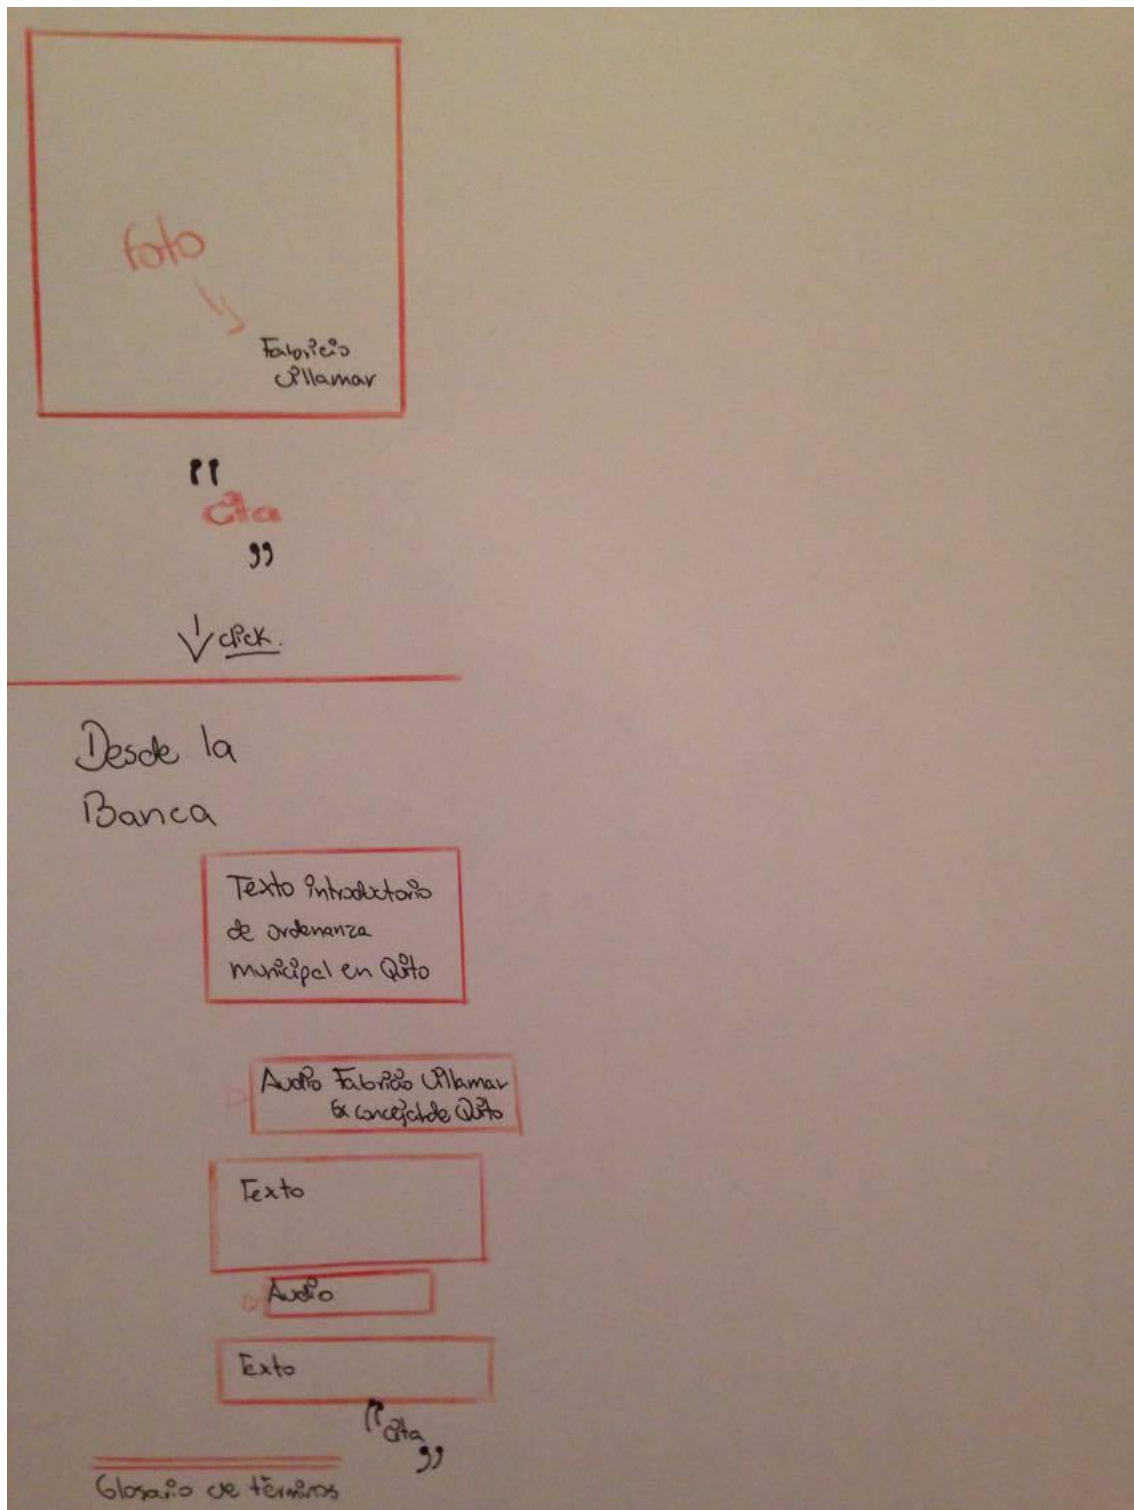 foto
Fabricio
Villamar
"
cita
"
click.
Desde la
Banca
Texto introductorio
de ordenanza
municipal en Quito
Audio Fabricio Villamar
Ex concejal de Quito
Texto
Audio
Texto
"cita"
Glosario de términos